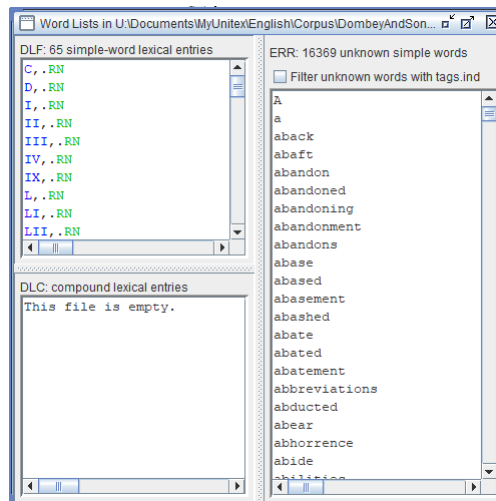 Word Lists in U:\Documents\MyUnitex\English\Corpus\DombeyAndSon...
DLF: 65 simple-word lexical entries
C,.RN
D,.RN
I,.RN
II,.RN
III,.RN
IV,.RN
IX,.RN
L,.RN
LI,.RN
LII,.RN
DLC: compound lexical entries
This file is empty.
ERR: 16369 unknown simple words
Filter unknown words with tags.ind
A
a
aback
abaft
abandon
abandoned
abandoning
abandonment
abandons
abase
abased
abasement
abashed
abate
abated
abatement
abbreviations
abducted
abear
abhorrence
abide
abilities